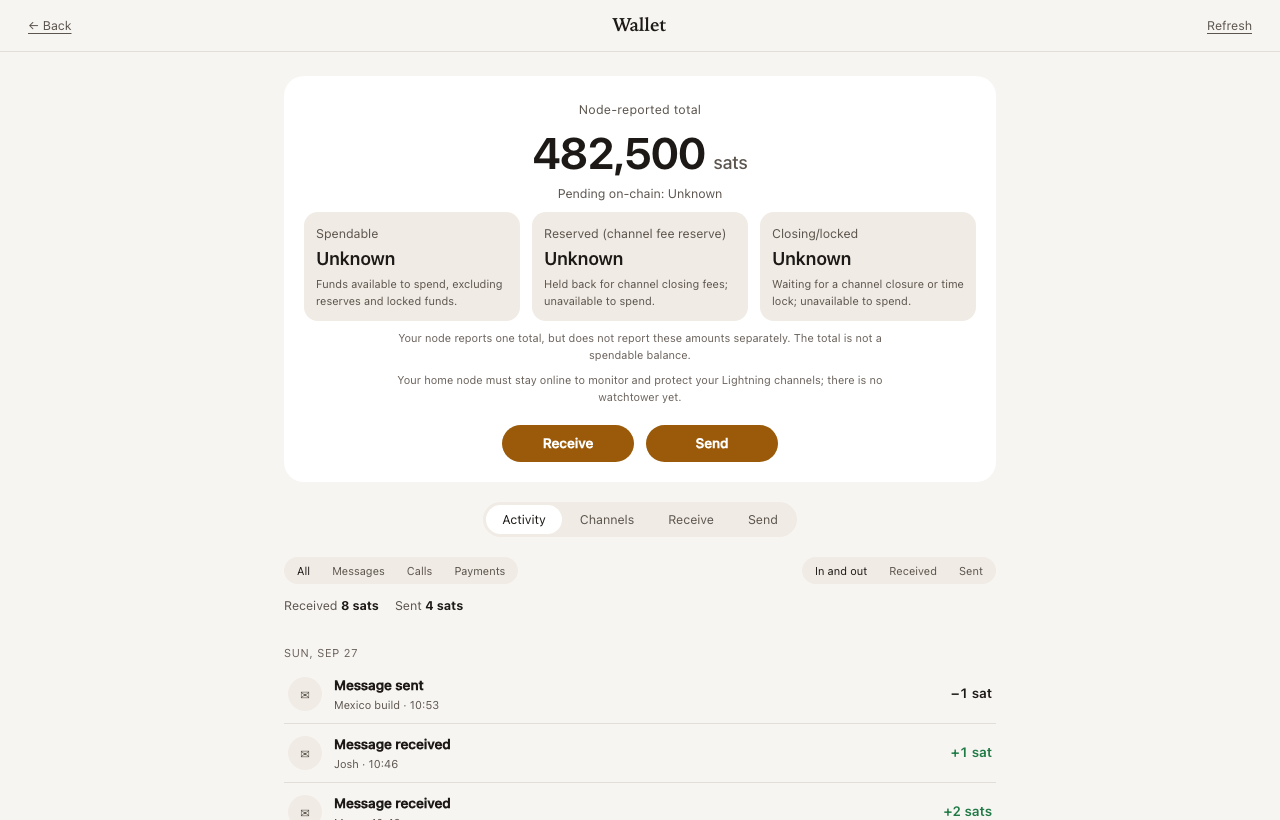 ← Back
Wallet
Refresh
Node-reported total
482,500 sats
Pending on-chain: Unknown
Spendable
Unknown
Funds available to spend, excluding
reserves and locked funds.
Reserved (channel fee reserve)
Unknown
Held back for channel closing fees;
unavailable to spend.
Closing/locked
Unknown
Waiting for a channel closure or time
lock; unavailable to spend.
Your node reports one total, but does not report these amounts separately. The total is not a
spendable balance.
Your home node must stay online to monitor and protect your Lightning channels; there is no
watchtower yet.
Receive
Send
Activity
Channels
Receive
Send
All
Messages
Calls
Payments
In and out
Received
Sent
Received 8 sats
Sent 4 sats
SUN, SEP 27
Message sent
Mexico build · 10:53
−1 sat
Message received
Josh · 10:46
+1 sat
Message received
+2 sats